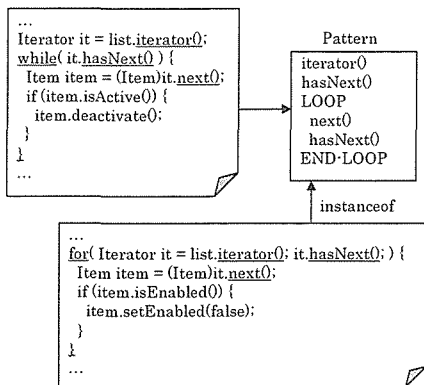 ...
Iterator it = list.iterator();
while( it.hasNext() ) {
Item item = (Item)it.next();
if (item.isActive()) {
item.deactivate();
}
}
...
Pattern
iterator()
hasNext()
LOOP
next()
hasNext()
END-LOOP
instanceof
...
for( Iterator it = list.iterator(); it.hasNext(); ) {
Item item = (Item)it.next();
if (item.isEnabled()) {
item.setEnabled(false);
}
}
...